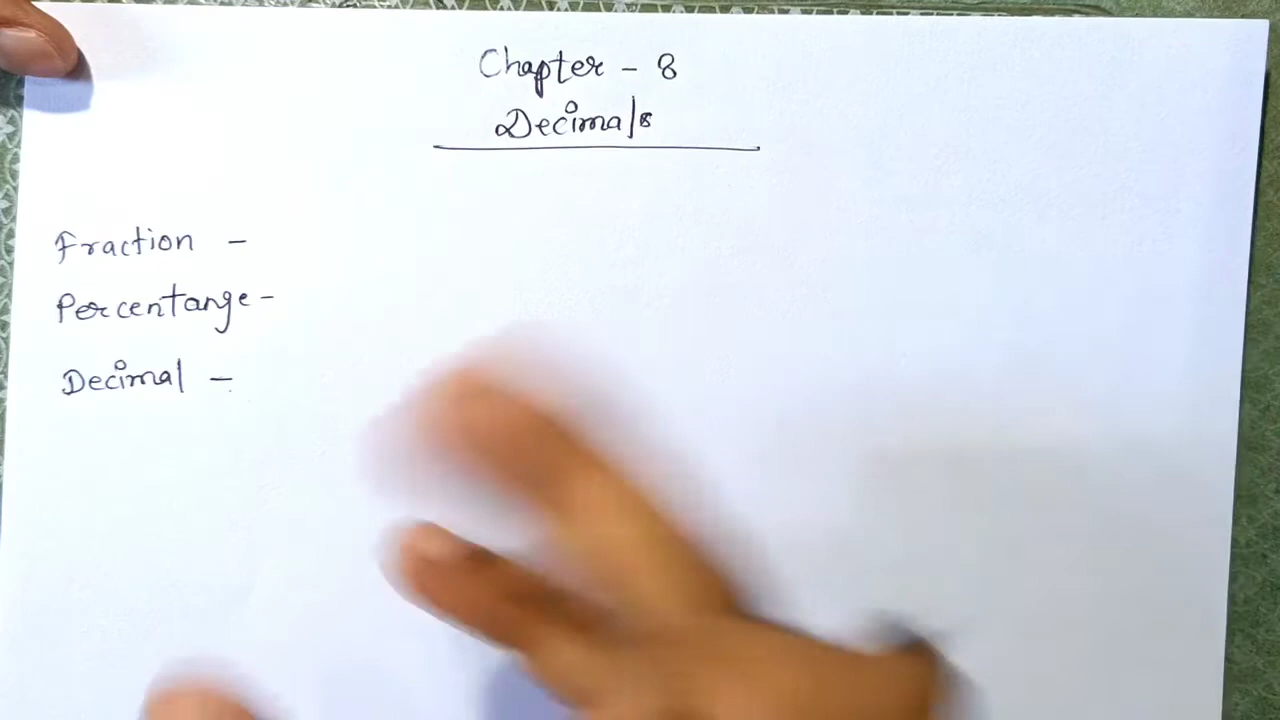 Chapter - 8
Decimals
Fraction -
Percentange -
Decimal -